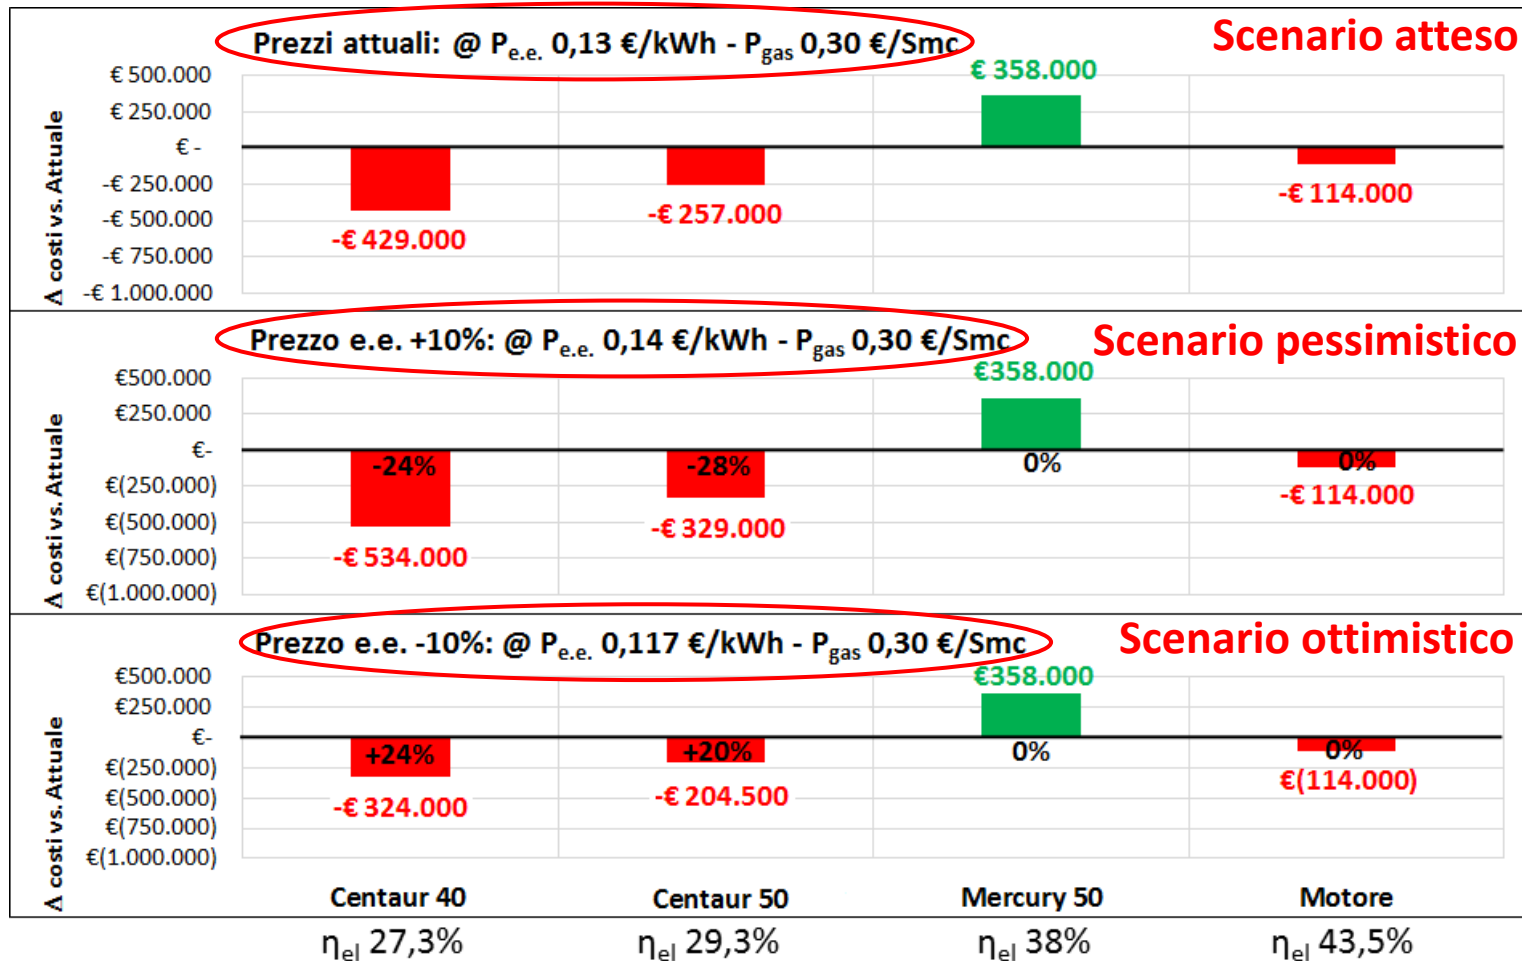 Prezzi attuali: @ Pe.e. 0,13 €/kWh - Pgas 0,30 €/Smc
Scenario atteso
Δ costi vs. Attuale
€ 500.000
€ 250.000
€ -
-€ 250.000
-€ 500.000
-€ 750.000
-€ 1.000.000
-€ 429.000
-€ 257.000
€ 358.000
-€ 114.000
Prezzo e.e. +10%: @ Pe.e. 0,14 €/kWh - Pgas 0,30 €/Smc
Scenario pessimistico
Δ costi vs. Attuale
€500.000
€250.000
€-
€(250.000)
€(500.000)
€(750.000)
€(1.000.000)
-24%
-€ 534.000
-28%
-€ 329.000
€358.000
0%
0%
-€ 114.000
Prezzo e.e. -10%: @ Pe.e. 0,117 €/kWh - Pgas 0,30 €/Smc
Scenario ottimistico
Δ costi vs. Attuale
€500.000
€250.000
€-
€(250.000)
€(500.000)
€(750.000)
€(1.000.000)
+24%
-€ 324.000
+20%
-€ 204.500
€358.000
0%
0%
€(114.000)
Centaur 40
Centaur 50
Mercury 50
Motore
ηel 27,3%
ηel 29,3%
ηel 38%
ηel 43,5%